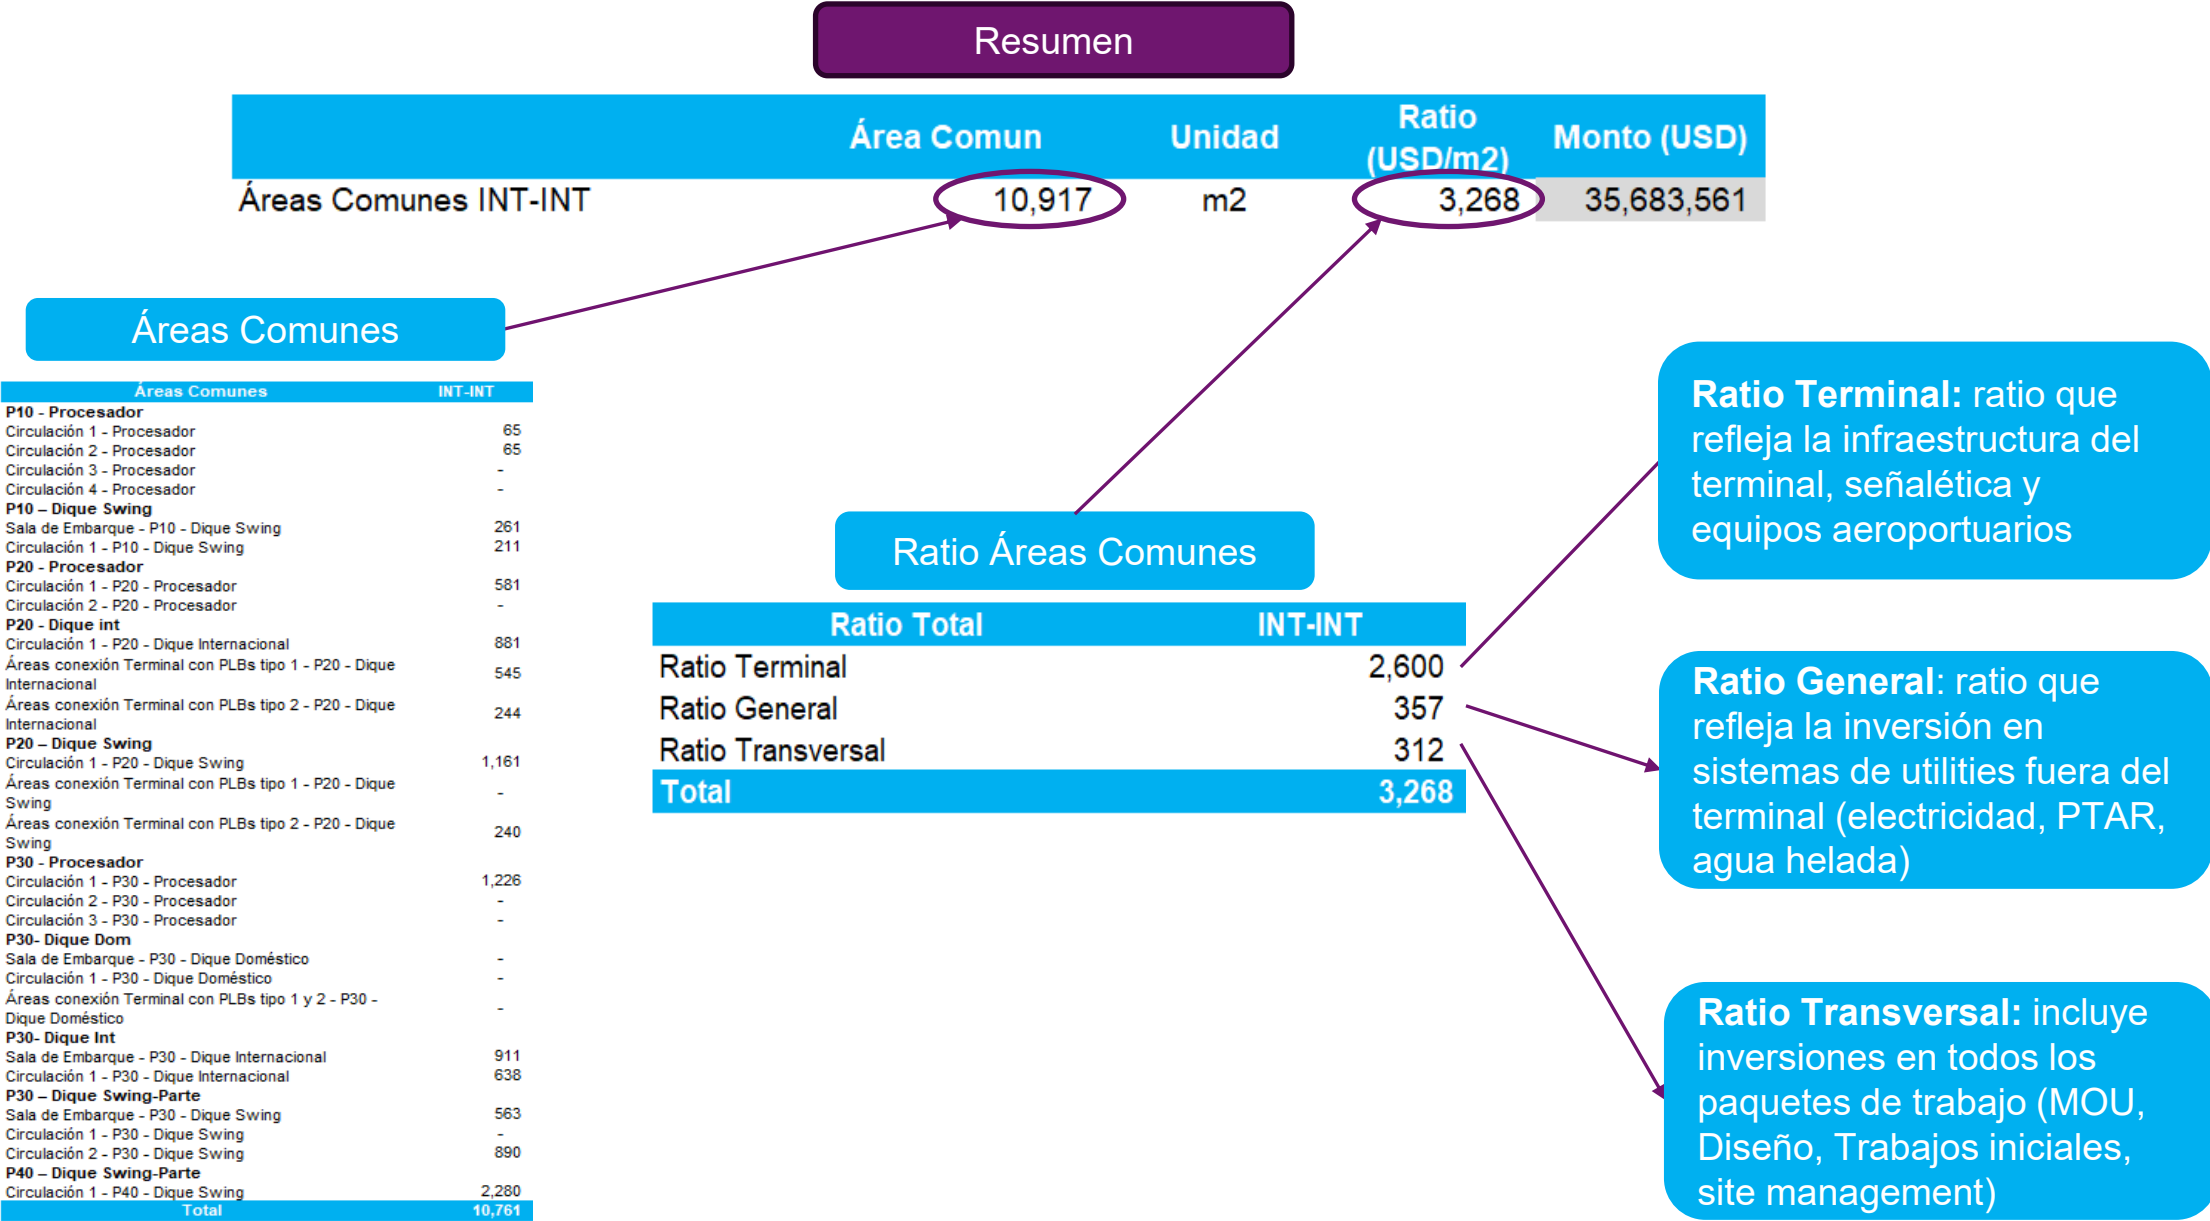 Resumen
Área Comun Unidad Ratio (USD/m2) Monto (USD)
Áreas Comunes INT-INT 10,917 m2 3,268 35,683,561
Áreas Comunes
Áreas Comunes INT-INT
P10 - Procesador
Circulación 1 - Procesador 65
Circulación 2 - Procesador 65
Circulación 3 - Procesador -
Circulación 4 - Procesador -
P10 – Dique Swing
Sala de Embarque - P10 - Dique Swing 261
Circulación 1 - P10 - Dique Swing 211
P20 - Procesador
Circulación 1 - P20 - Procesador 581
Circulación 2 - P20 - Procesador -
P20 - Dique int
Circulación 1 - P20 - Dique Internacional 881
Áreas conexión Terminal con PLBs tipo 1 - P20 - Dique
Internacional 545
Áreas conexión Terminal con PLBs tipo 2 - P20 - Dique
Internacional 244
P20 – Dique Swing
Circulación 1 - P20 - Dique Swing 1,161
Áreas conexión Terminal con PLBs tipo 1 - P20 - Dique
Swing -
Áreas conexión Terminal con PLBs tipo 2 - P20 - Dique
Swing 240
P30 - Procesador
Circulación 1 - P30 - Procesador 1,226
Circulación 2 - P30 - Procesador -
Circulación 3 - P30 - Procesador -
P30- Dique Dom
Sala de Embarque - P30 - Dique Doméstico -
Circulación 1 - P30 - Dique Doméstico -
Áreas conexión Terminal con PLBs tipo 1 y 2 - P30 -
Dique Doméstico -
P30- Dique Int
Sala de Embarque - P30 - Dique Internacional 911
Circulación 1 - P30 - Dique Internacional 638
P30 – Dique Swing-Parte
Sala de Embarque - P30 - Dique Swing 563
Circulación 1 - P30 - Dique Swing -
Circulación 2 - P30 - Dique Swing 890
P40 – Dique Swing-Parte
Circulación 1 - P40 - Dique Swing 2,280
Total 10,761
Ratio Áreas Comunes
Ratio Total INT-INT
Ratio Terminal 2,600
Ratio General 357
Ratio Transversal 312
Total 3,268
Ratio Terminal: ratio que
refleja la infraestructura del
terminal, señalética y
equipos aeroportuarios
Ratio General: ratio que
refleja la inversión en
sistemas de utilities fuera del
terminal (electricidad, PTAR,
agua helada)
Ratio Transversal: incluye
inversiones en todos los
paquetes de trabajo (MOU,
Diseño, Trabajos iniciales,
site management)